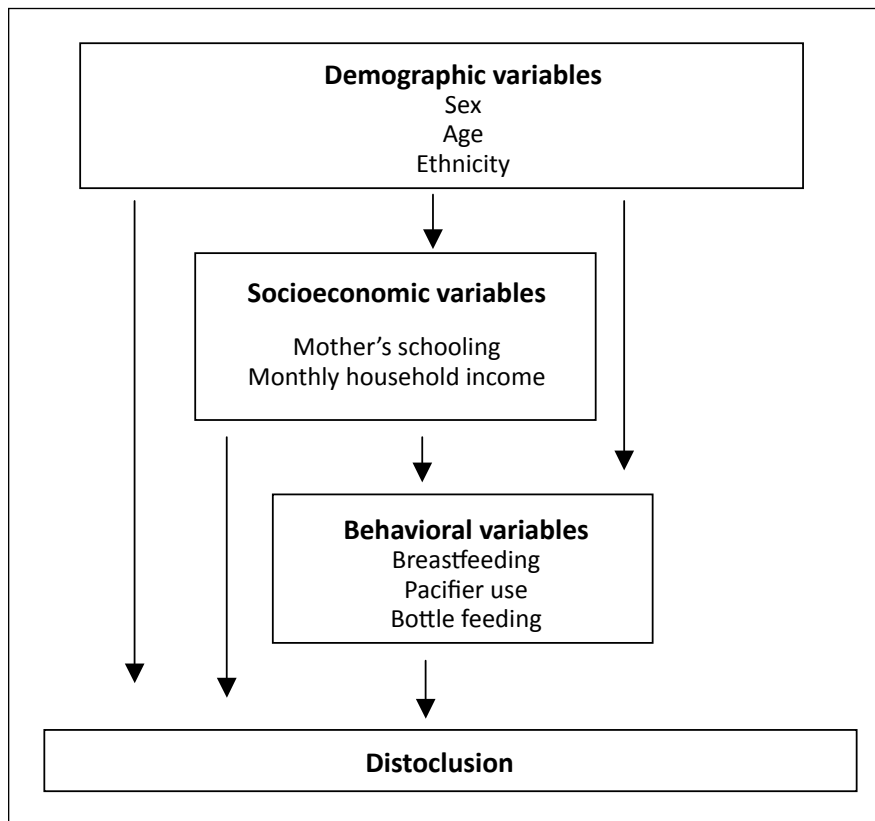 Demographic variables
Sex
Age
Ethnicity
Socioeconomic variables
Mother’s schooling
Monthly household income
Behavioral variables
Breastfeeding
Pacifier use
Bottle feeding
Distoclusion